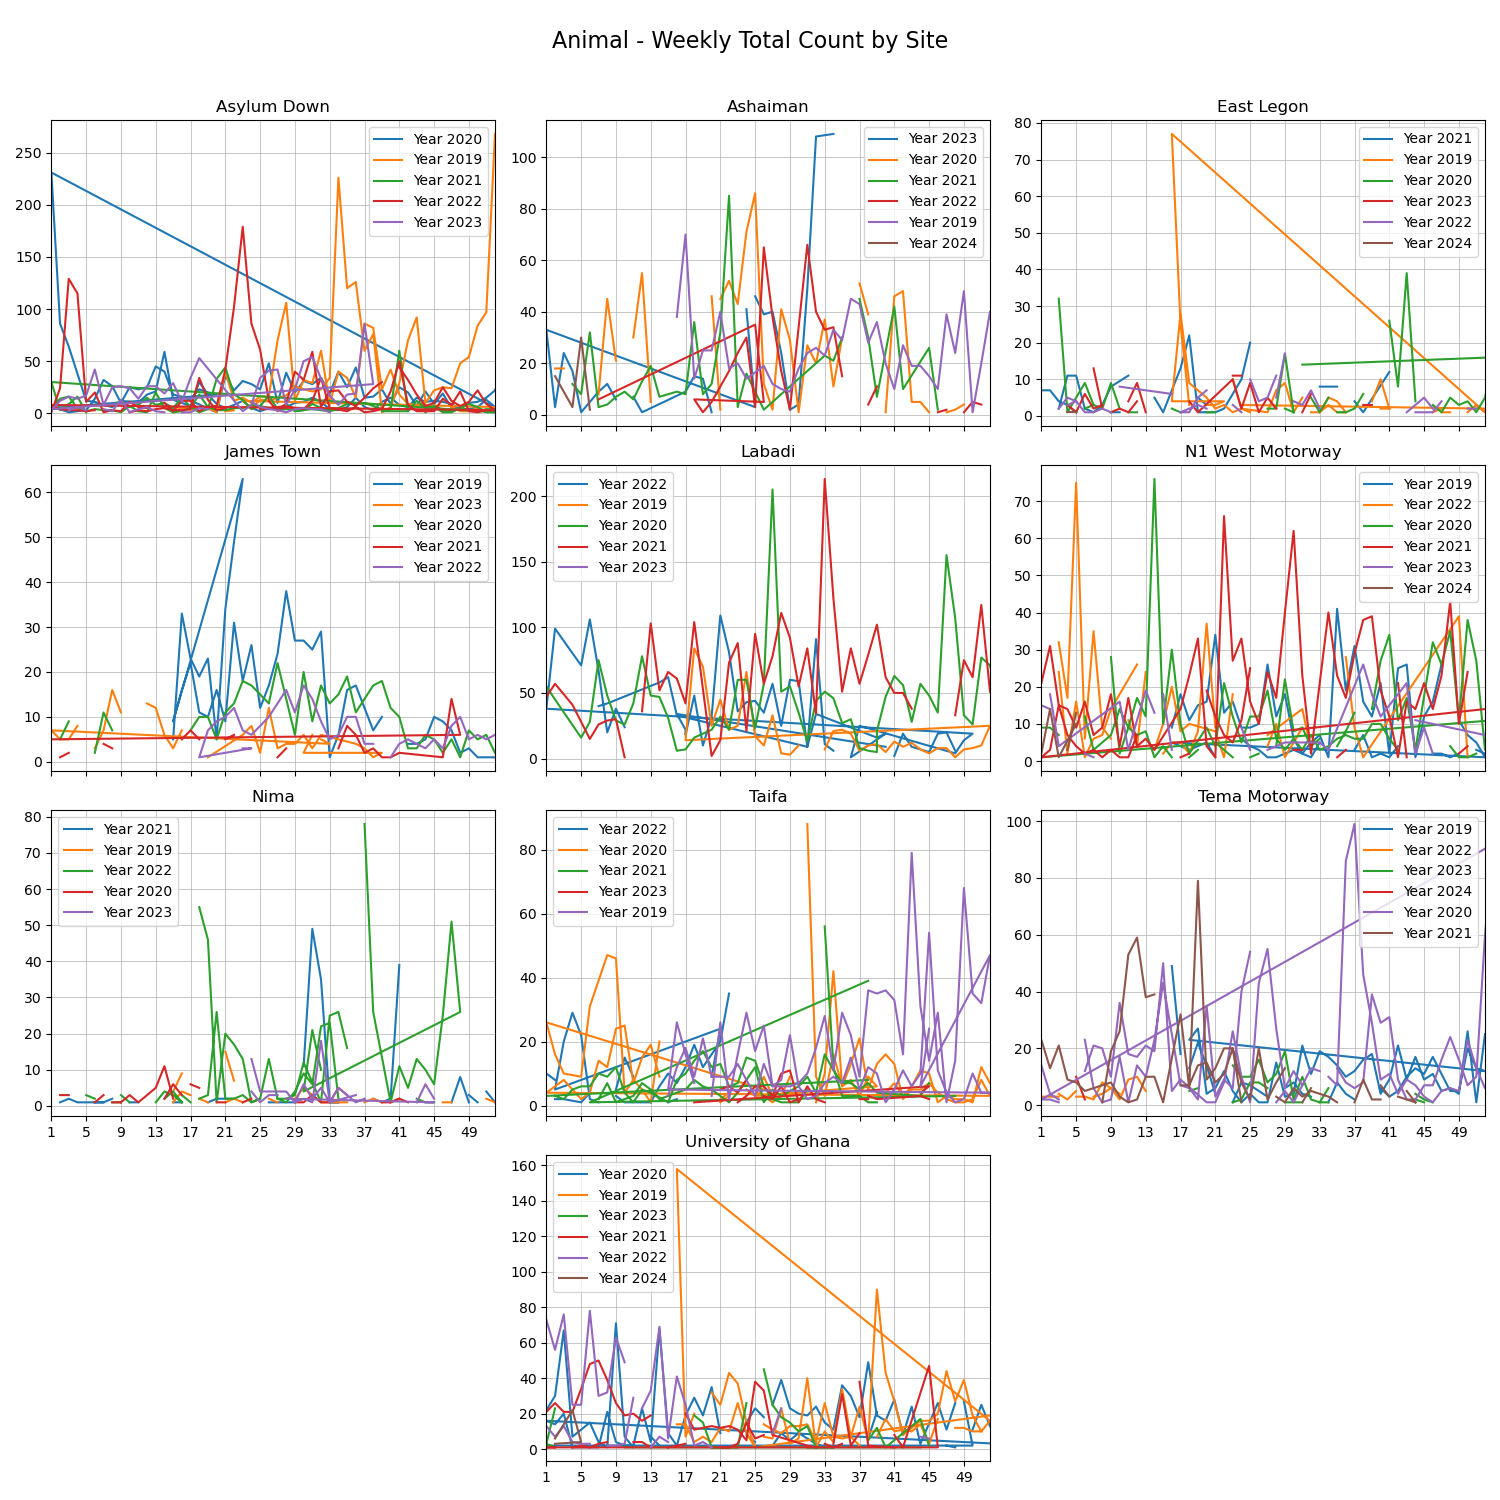 Animal - Weekly Total Count by Site
Asylum Down
250
200
150
100
50
0
Year 2020
Year 2019
Year 2021
Year 2022
Year 2023
Ashaiman
100
80
60
40
20
0
Year 2023
Year 2020
Year 2021
Year 2022
Year 2019
Year 2024
East Legon
80
70
60
50
40
30
20
10
0
Year 2021
Year 2019
Year 2020
Year 2023
Year 2022
Year 2024
James Town
60
50
40
30
20
10
0
Year 2019
Year 2023
Year 2020
Year 2021
Year 2022
Labadi
200
150
100
50
0
Year 2022
Year 2019
Year 2020
Year 2021
Year 2023
N1 West Motorway
70
60
50
40
30
20
10
0
Year 2019
Year 2022
Year 2020
Year 2021
Year 2023
Year 2024
Nima
80
70
60
50
40
30
20
10
0
Year 2021
Year 2019
Year 2022
Year 2020
Year 2023
1 5 9 13 17 21 25 29 33 37 41 45 49
Taifa
80
60
40
20
0
Year 2022
Year 2020
Year 2021
Year 2023
Year 2019
Tema Motorway
100
80
60
40
20
0
Year 2019
Year 2022
Year 2023
Year 2024
Year 2020
Year 2021
1 5 9 13 17 21 25 29 33 37 41 45 49
University of Ghana
160
140
120
100
80
60
40
20
0
Year 2020
Year 2019
Year 2023
Year 2021
Year 2022
Year 2024
1 5 9 13 17 21 25 29 33 37 41 45 49